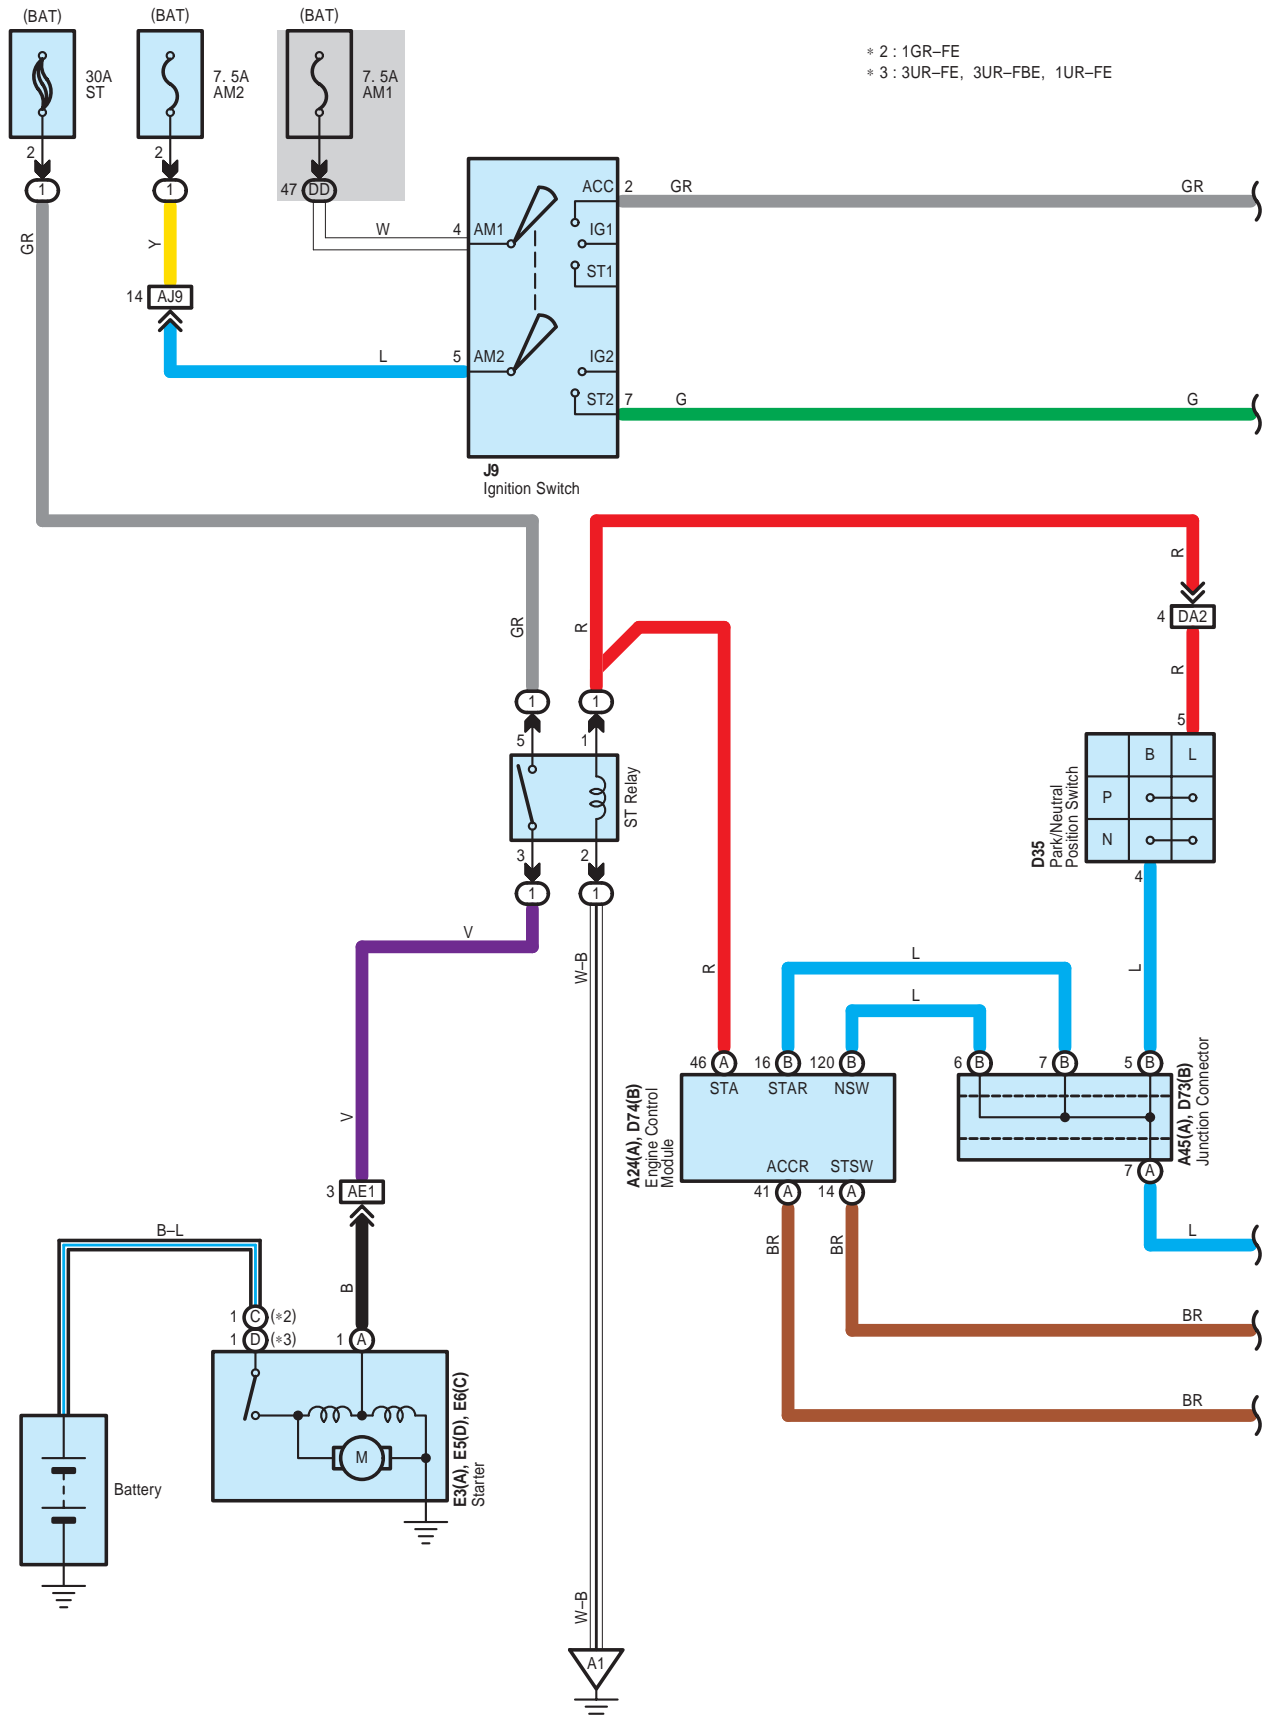 (BAT)
(BAT)
(BAT)
∗ 2 : 1GR–FE
∗ 3 : 3UR–FE, 3UR–FBE, 1UR–FE
30A
ST
7. 5A
AM2
7. 5A
AM1
2
2
1
1
47 DD
GR
Y
W
4
AM1
ACC
2
GR
GR
IG1
ST1
14 AJ9
L
5
AM2
IG2
ST2
7
G
G
J9
Ignition Switch
GR
R
R
4 DA2
R
5
1
1
5
1
ST Relay
3
2
1
1
B
L
P
N
D35
Park/Neutral
Position Switch
4
V
W–B
R
L
L
L
46 A
16 B
120 B
6 B
7 B
5 B
STA
STAR
NSW
ACCR
STSW
A24(A), D74(B)
Engine Control
Module
A45(A), D73(B)
Junction Connector
41 A
14 A
7 A
V
3 AE1
BR
BR
L
B–L
B
BR
BR
1 C (∗2)
1 D (∗3)
1 A
M
E3(A), E5(D), E6(C)
Starter
Battery
W–B
A1